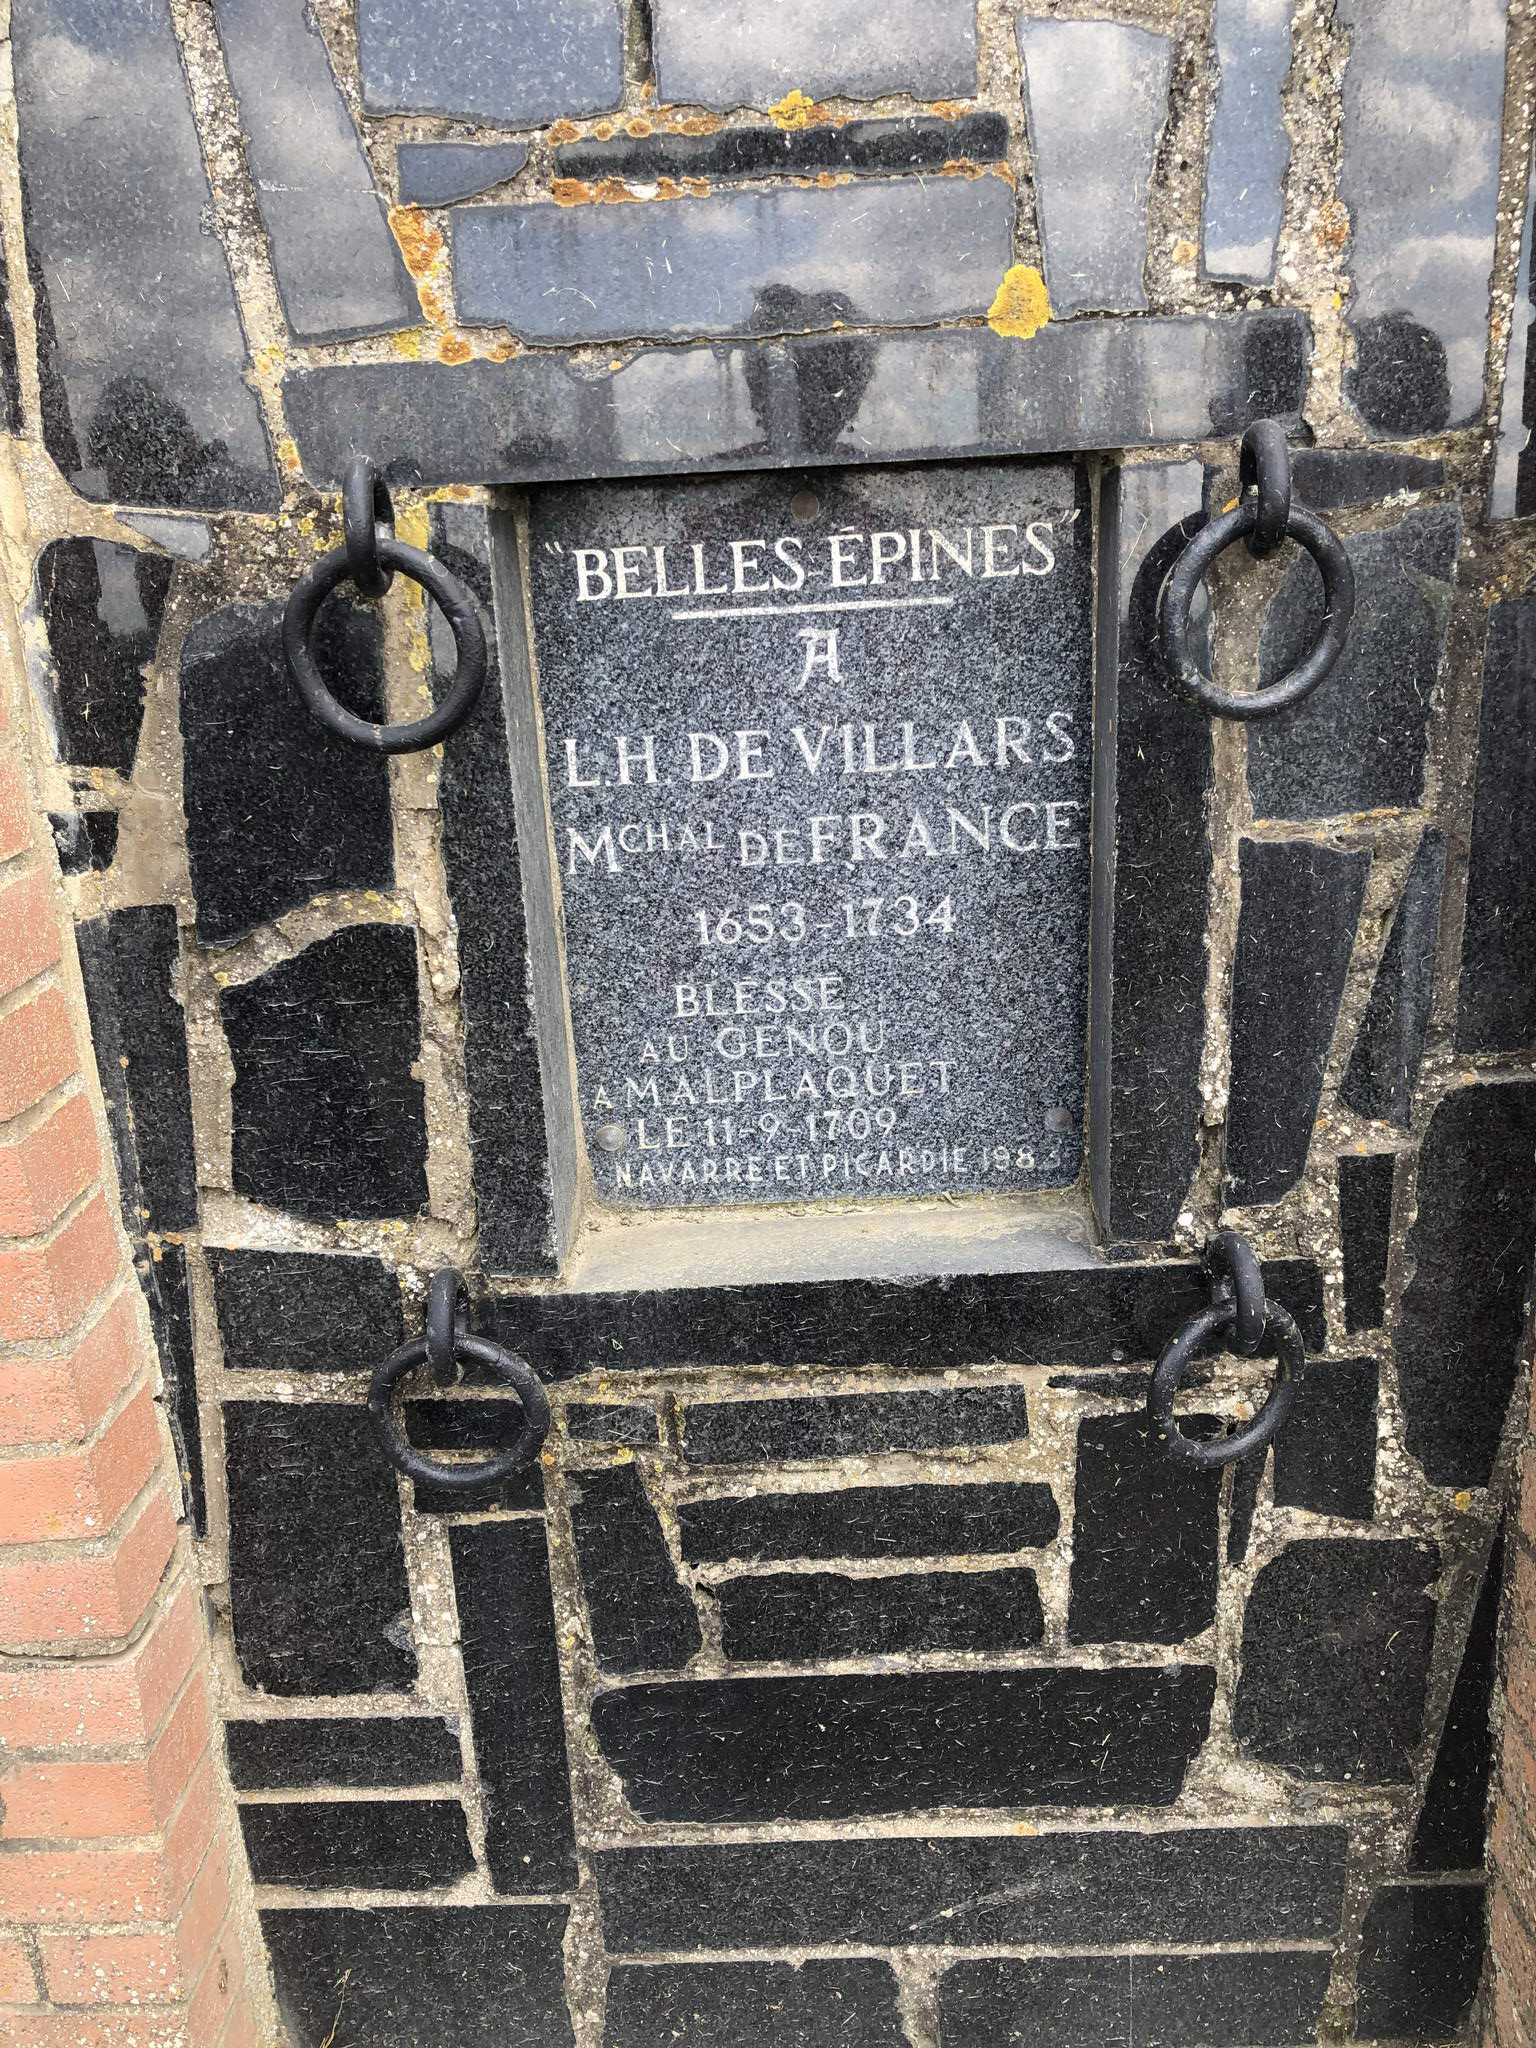 "BELLES-ÉPINES"
A
L.H. DE VILLARS
MCHAL DE FRANCE
1653-1734
BLESSÉ
AU GENOU
A MALPLAQUET
LE 11-9-1709
NAVARRE ET PICARDIE